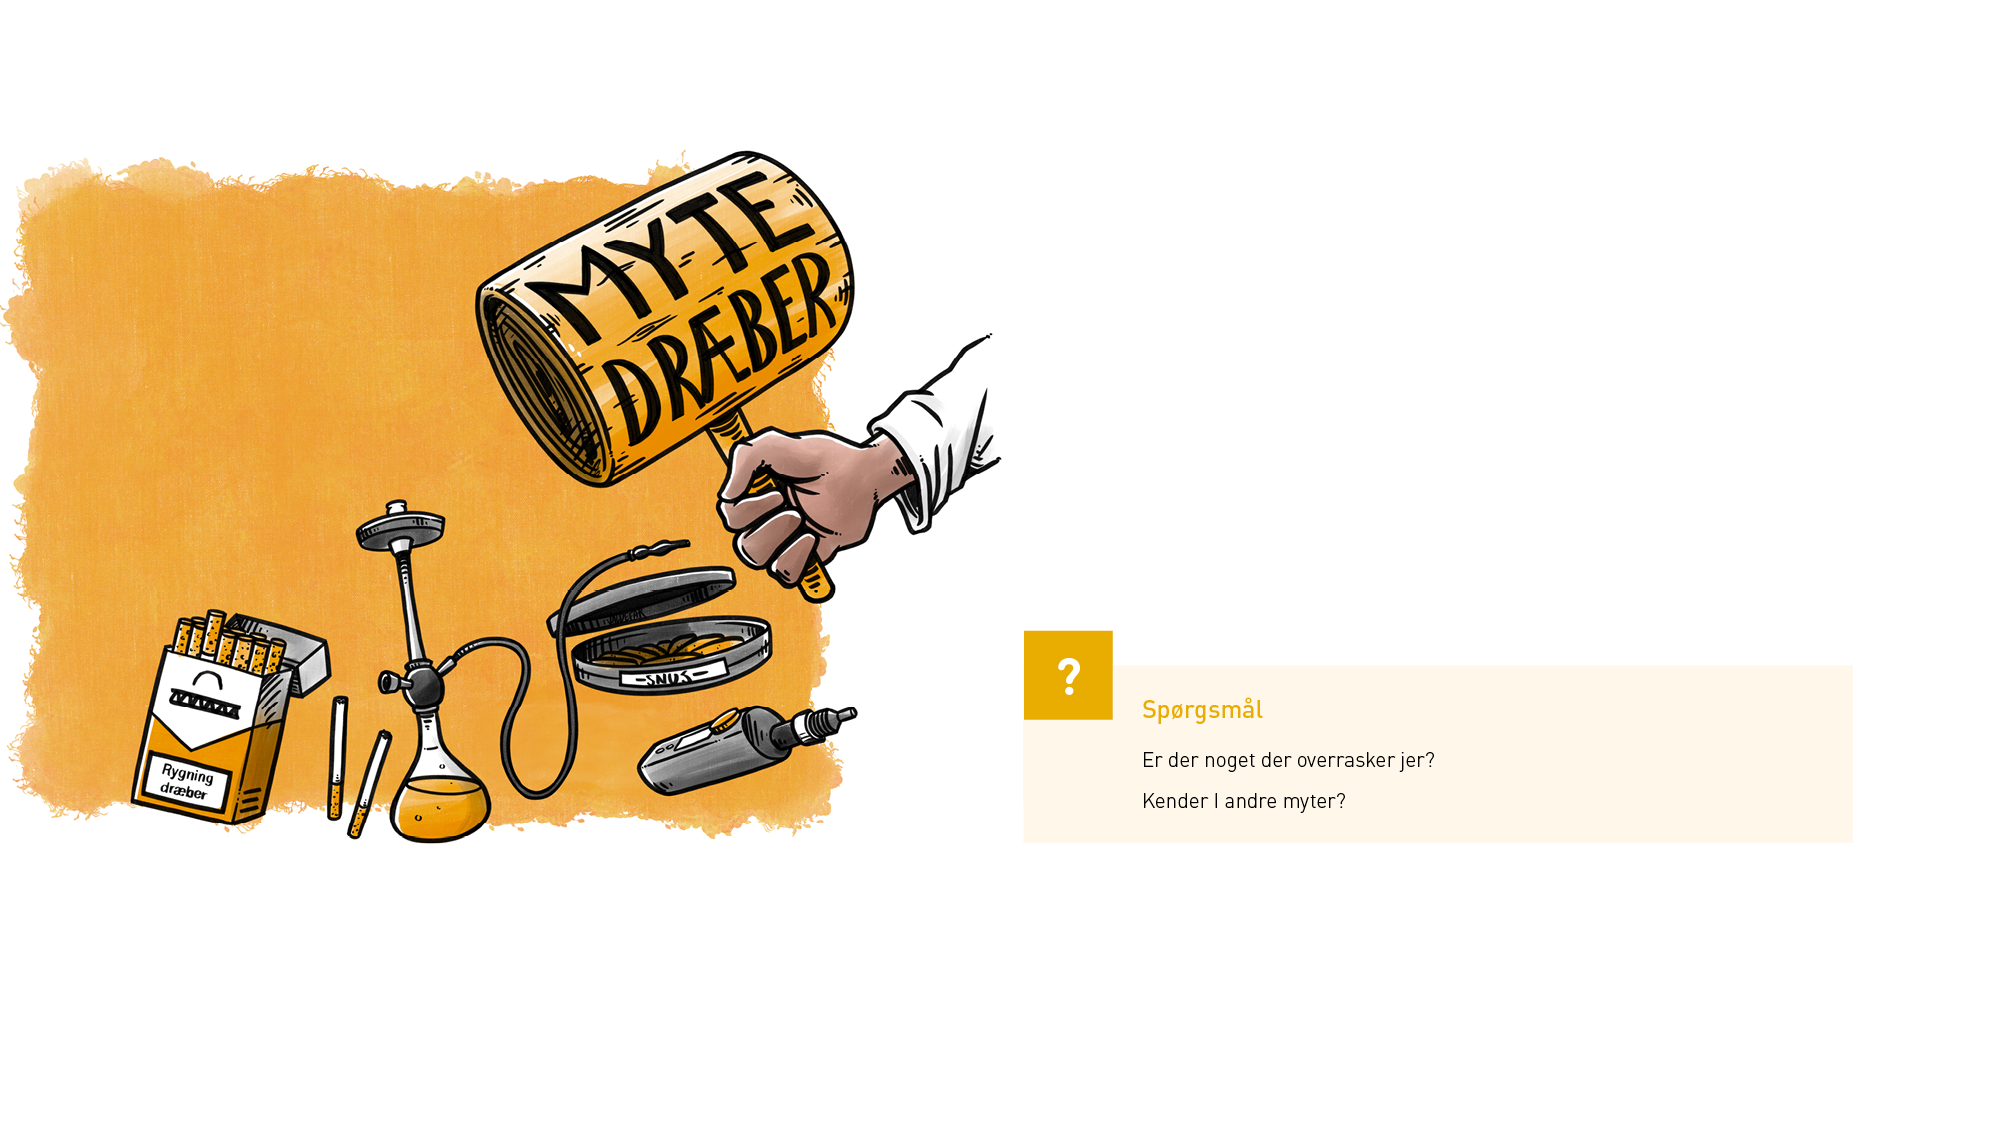 MYTE
DRÆBER
-SNUS-
Rygning
dræber
?
Spørgsmål
Er der noget der overrasker jer?
Kender I andre myter?